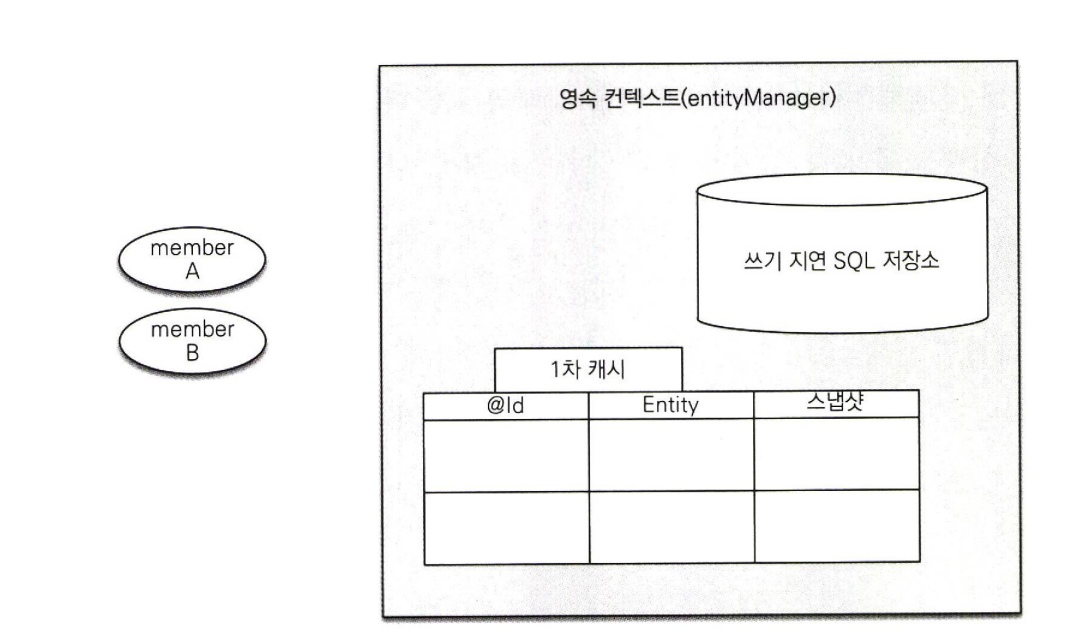 영속 컨텍스트(entityManager)
쓰기 지연 SQL 저장소
member
A
member
B
1차 캐시
@Id
Entity
스냅샷